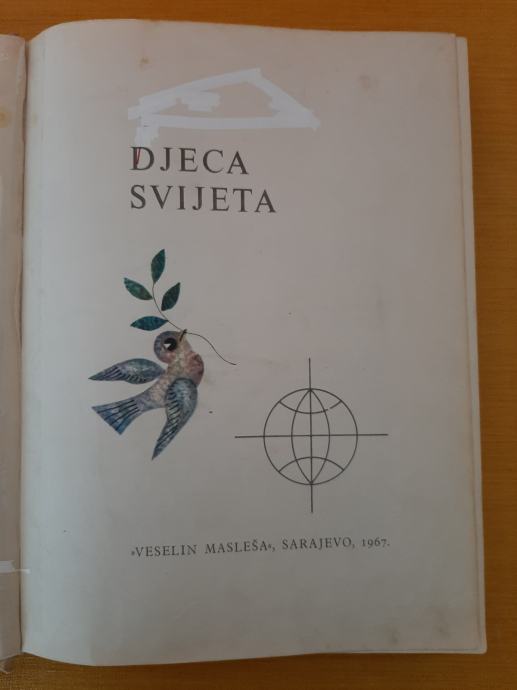 DJECA
SVIJETA
»VESELIN MASLEŠA«, SARAJEVO, 1967.